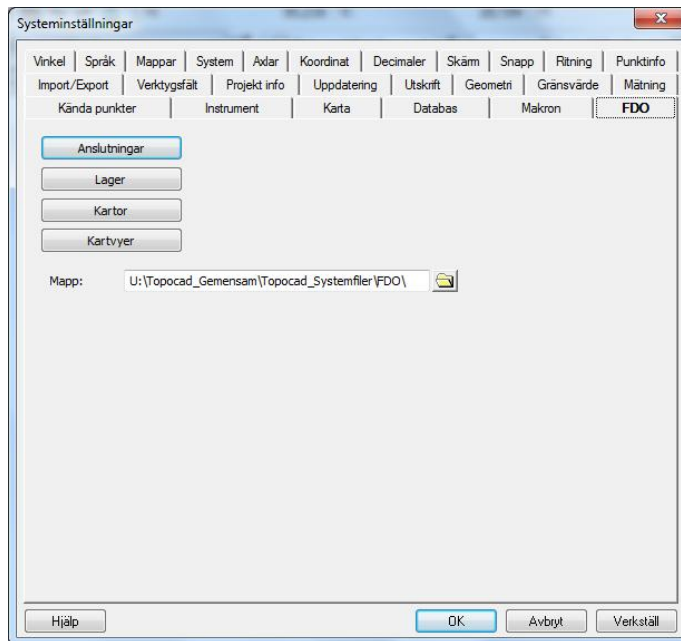 Systeminställningar
Vinkel Språk Mappar System Axlar Koordinat Decimaler Skärm Snapp Ritning Punktinfo
Import/Export Verktygsfält Projekt info Uppdatering Utskrift Geometri Gränsvärde Mätning
Kända punkter Instrument Karta Databas Makron FDO
Anslutningar
Lager
Kartor
Kartvyer
Mapp: U:\Topocad_Gemensam\Topocad_Systemfiler\FDO\
Hjälp OK Avbryt Verkställ